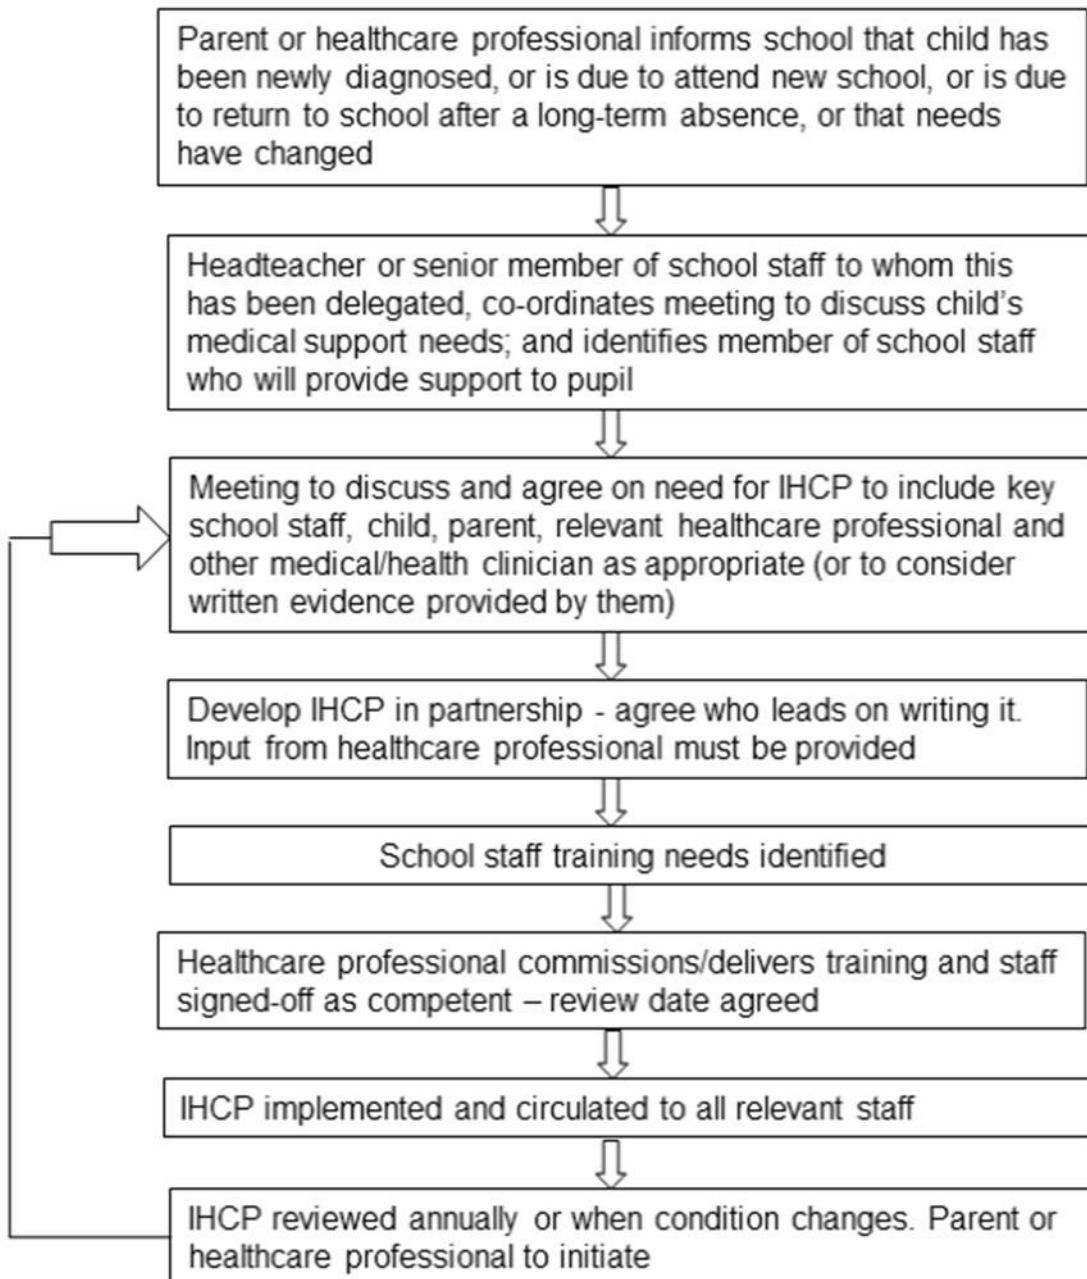 Parent or healthcare professional informs school that child has
been newly diagnosed, or is due to attend new school, or is due
to return to school after a long-term absence, or that needs
have changed
Headteacher or senior member of school staff to whom this
has been delegated, co-ordinates meeting to discuss child's
medical support needs; and identifies member of school staff
who will provide support to pupil
Meeting to discuss and agree on need for IHCP to include key
school staff, child, parent, relevant healthcare professional and
other medical/health clinician as appropriate (or to consider
written evidence provided by them)
Develop IHCP in partnership - agree who leads on writing it.
Input from healthcare professional must be provided
School staff training needs identified
Healthcare professional commissions/delivers training and staff
signed-off as competent – review date agreed
IHCP implemented and circulated to all relevant staff
IHCP reviewed annually or when condition changes. Parent or
healthcare professional to initiate